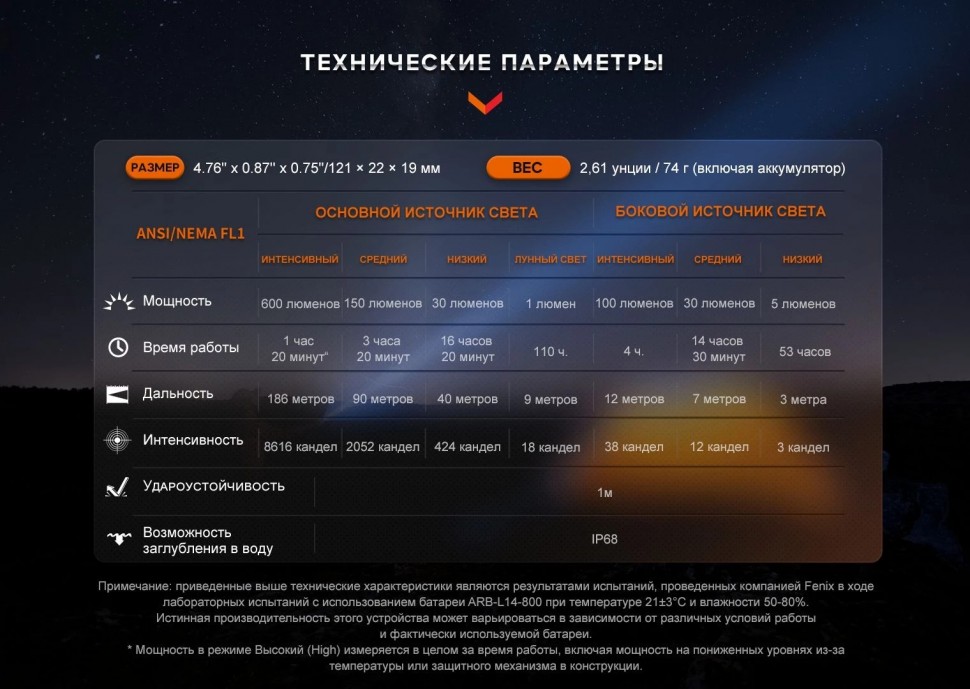 ТЕХНИЧЕСКИЕ ПАРАМЕТРЫ
РАЗМЕР 4.76" x 0.87" x 0.75"/121 × 22 × 19 мм ВЕС 2,61 унции / 74 г (включая аккумулятор)
ANSI/NEMA FL1 ОСНОВНОЙ ИСТОЧНИК СВЕТА БОКОВОЙ ИСТОЧНИК СВЕТА
ИНТЕНСИВНЫЙ СРЕДНИЙ НИЗКИЙ ЛУННЫЙ СВЕТ ИНТЕНСИВНЫЙ СРЕДНИЙ НИЗКИЙ
Мощность 600 люменов 150 люменов 30 люменов 1 люмен 100 люменов 30 люменов 5 люменов
Время работы 1 час 20 минут* 3 часа 20 минут 16 часов 20 минут 110 ч. 4 ч. 14 часов 30 минут 53 часов
Дальность 186 метров 90 метров 40 метров 9 метров 12 метров 7 метров 3 метра
Интенсивность 8616 кандел 2052 кандел 424 кандел 18 кандел 38 кандел 12 кандел 3 кандел
УДАРОУСТОЙЧИВОСТЬ 1м
Возможность
заглубления в воду IP68
Примечание: приведенные выше технические характеристики являются результатами испытаний, проведенных компанией Fenix в ходе
лабораторных испытаний с использованием батареи ARB-L14-800 при температуре 21±3°C и влажности 50-80%.
Истинная производительность этого устройства может варьироваться в зависимости от различных условий работы
и фактически используемой батареи.
* Мощность в режиме Высокий (High) измеряется в целом за время работы, включая мощность на пониженных уровнях из-за
температуры или защитного механизма в конструкции.